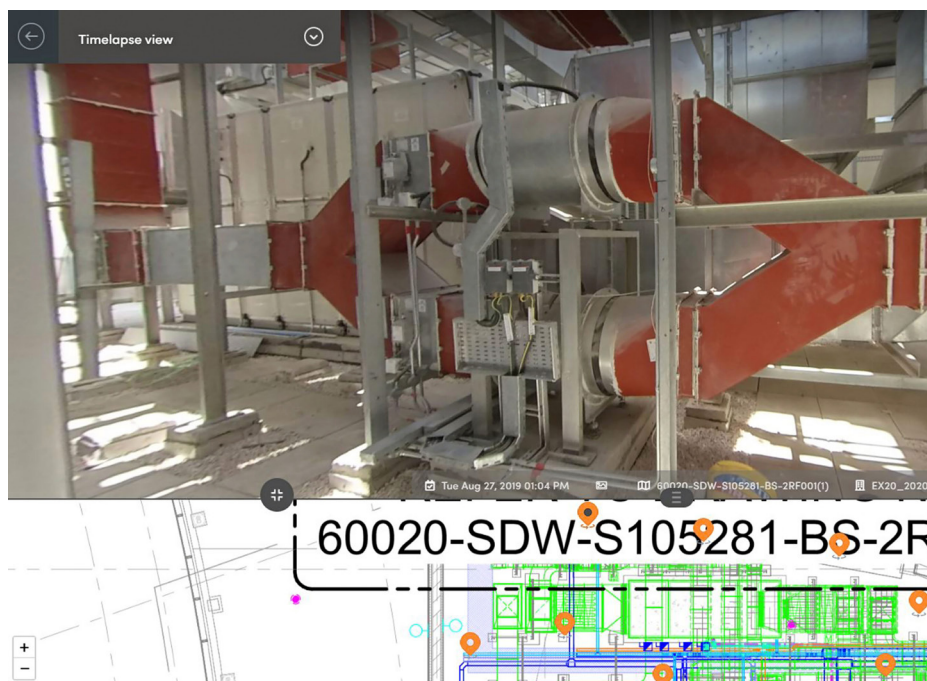 Timelapse view
Tue Aug 27, 2019 01:04 PM
60020-SDW-S105281-BS-2RF001(1)
EX20_2020
60020-SDW-S105281-BS-2R
+
−